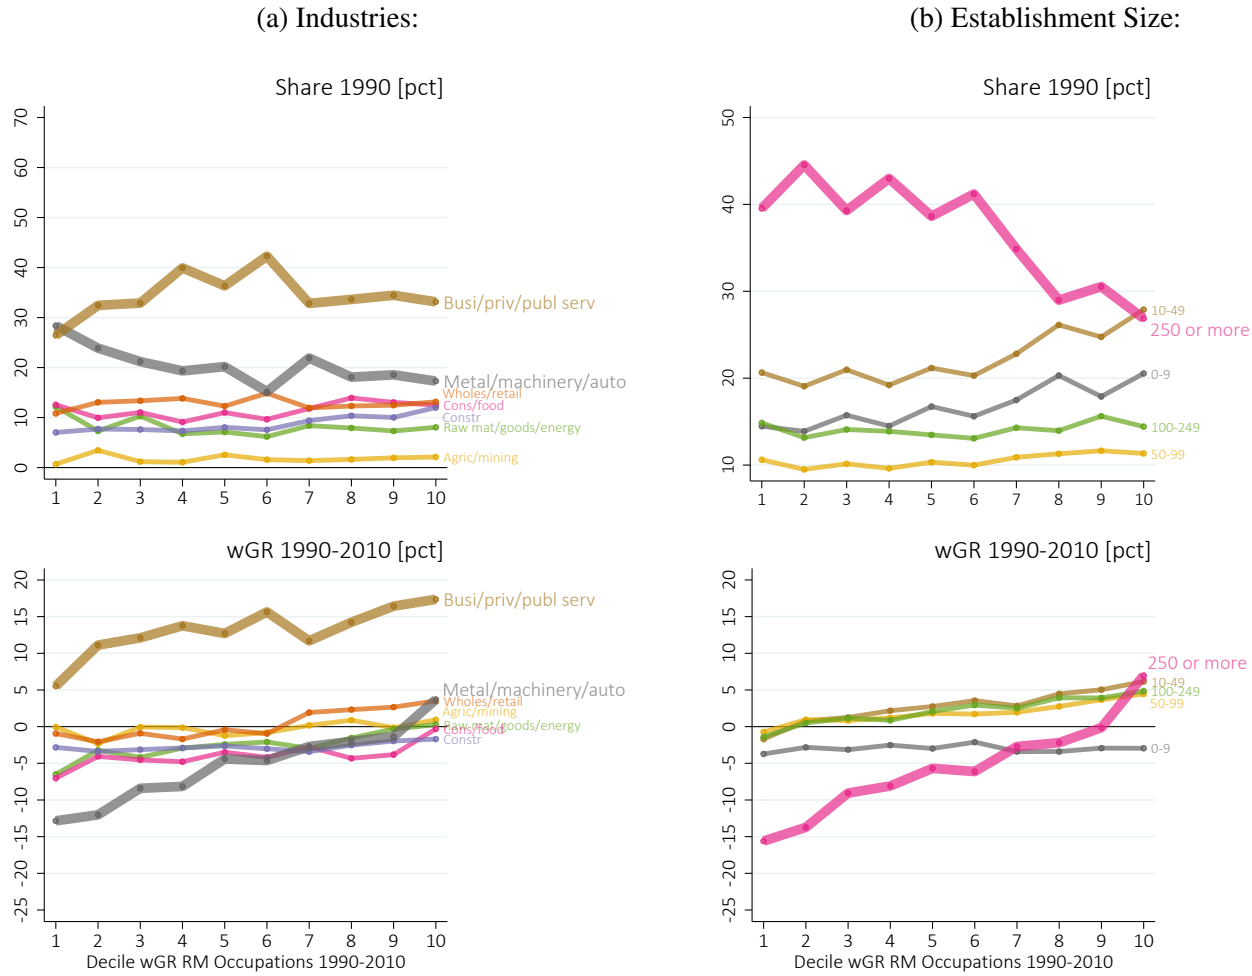 (a) Industries:
Share 1990 [pct]
70
60
50
40
30
20
10
0
Busi/priv/publ serv
Metal/machinery/auto
Wholes/retail
Cons/food
Constr
Raw mat/goods/energy
Agric/mining
1 2 3 4 5 6 7 8 9 10
wGR 1990-2010 [pct]
20
15
10
5
0
-5
-10
-15
-20
-25
Busi/priv/publ serv
Metal/machinery/auto
Wholes/retail
Agric/mining
Raw mat/goods/energy
Cons/food
Constr
1 2 3 4 5 6 7 8 9 10
Decile wGR RM Occupations 1990-2010
(b) Establishment Size:
Share 1990 [pct]
50
40
30
20
10
10-49
250 or more
0-9
100-249
50-99
1 2 3 4 5 6 7 8 9 10
wGR 1990-2010 [pct]
20
15
10
5
0
-5
-10
-15
-20
-25
250 or more
10-49
100-249
50-99
0-9
1 2 3 4 5 6 7 8 9 10
Decile wGR RM Occupations 1990-2010